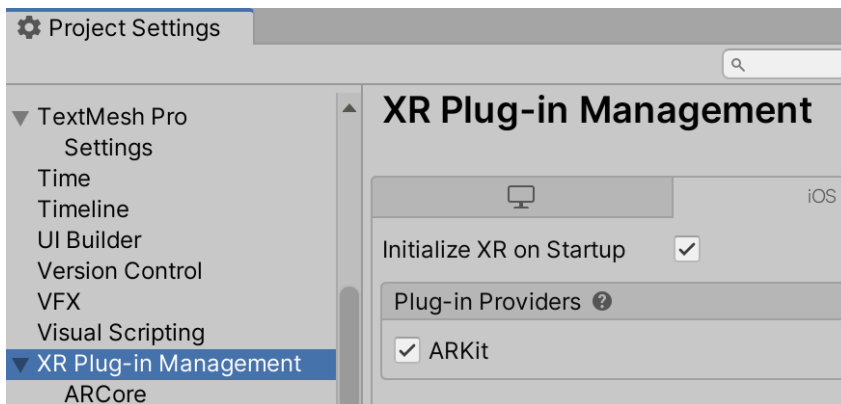 Project Settings
TextMesh Pro
Settings
Time
Timeline
UI Builder
Version Control
VFX
Visual Scripting
XR Plug-in Management
ARCore
XR Plug-in Management
iOS
Initialize XR on Startup
Plug-in Providers
ARKit